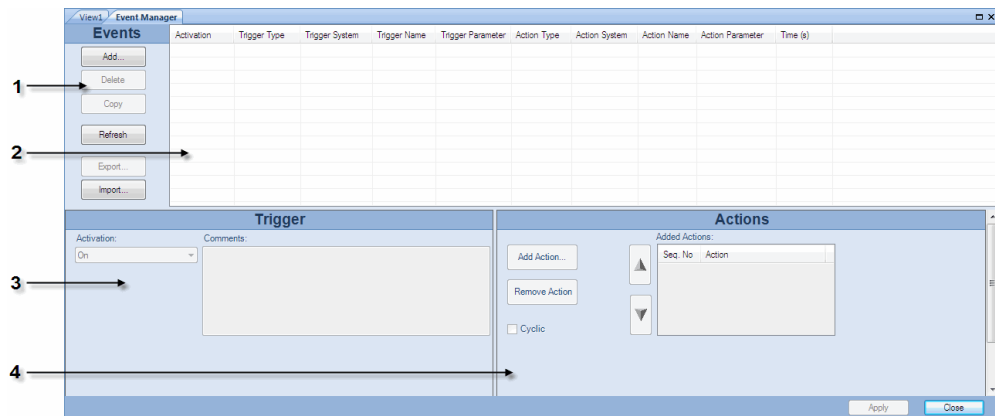 View1 Event Manager
Events
Activation Trigger Type Trigger System Trigger Name Trigger Parameter Action Type Action System Action Name Action Parameter Time (s)
Add...
1
Delete
Copy
Refresh
2
Export...
Import...
Trigger
Activation:
On
Comments:
3
Actions
Add Action...
Remove Action
Cyclic
Added Actions:
Seq. No Action
4
Apply Close